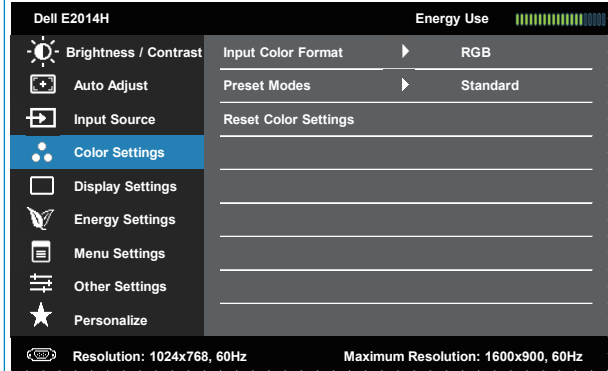 Dell E2014H Energy Use
Brightness / Contrast Input Color Format RGB
Auto Adjust Preset Modes Standard
Input Source Reset Color Settings
Color Settings
Display Settings
Energy Settings
Menu Settings
Other Settings
Personalize
Resolution: 1024x768, 60Hz Maximum Resolution: 1600x900, 60Hz